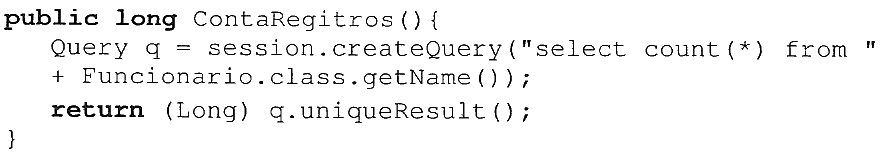 public long ContaRegitros(){
Query q = session.createQuery("select count(*) from "
+ Funcionario.class.getName());
return (Long) q.uniqueResult();
}